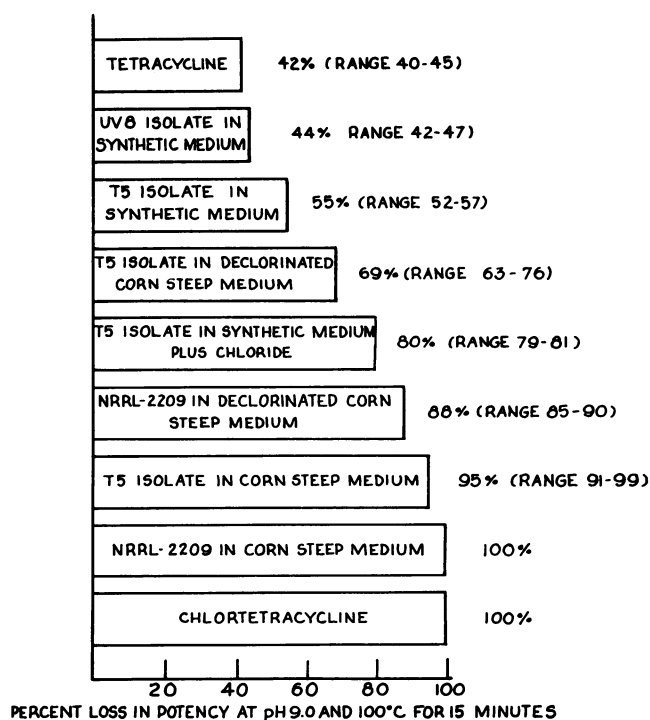 TETRACYCLINE 42% (RANGE 40-45)
UV8 ISOLATE IN
SYNTHETIC MEDIUM 44% RANGE 42-47)
T5 ISOLATE IN
SYNTHETIC MEDIUM 55% (RANGE 52-57)
T5 ISOLATE IN DECLORINATED
CORN STEEP MEDIUM 69% (RANGE 63-76)
T5 ISOLATE IN SYNTHETIC MEDIUM
PLUS CHLORIDE 80% (RANGE 79-81)
NRRL-2209 IN DECLORINATED CORN
STEEP MEDIUM 88% (RANGE 85-90)
T5 ISOLATE IN CORN STEEP MEDIUM 95% (RANGE 91-99)
NRRL-2209 IN CORN STEEP MEDIUM 100%
CHLORTETRACYCLINE 100%
20 40 60 80 100
PERCENT LOSS IN POTENCY AT pH 9.0 AND 100°C FOR 15 MINUTES